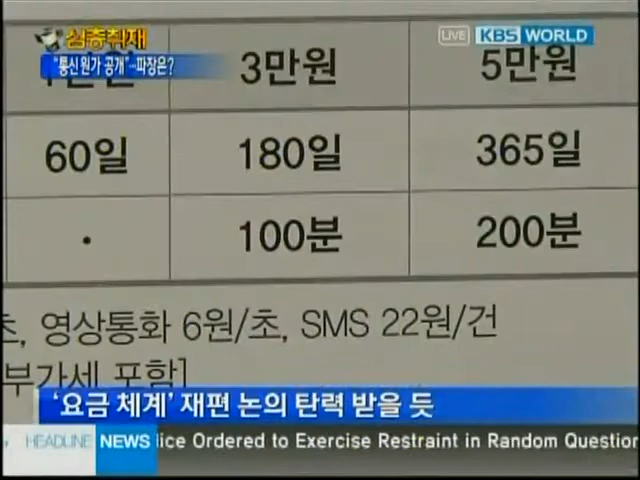 심층취재
LIVE KBS WORLD
"통신 원가 공개"…파장은?
3만원 5만원
60일 180일 365일
· 100분 200분
초, 영상통화 6원/초, SMS 22원/건
부가세 포함]
'요금 체계' 재편 논의 탄력 받을 듯
HEADLINE NEWS ice Ordered to Exercise Restraint in Random Question